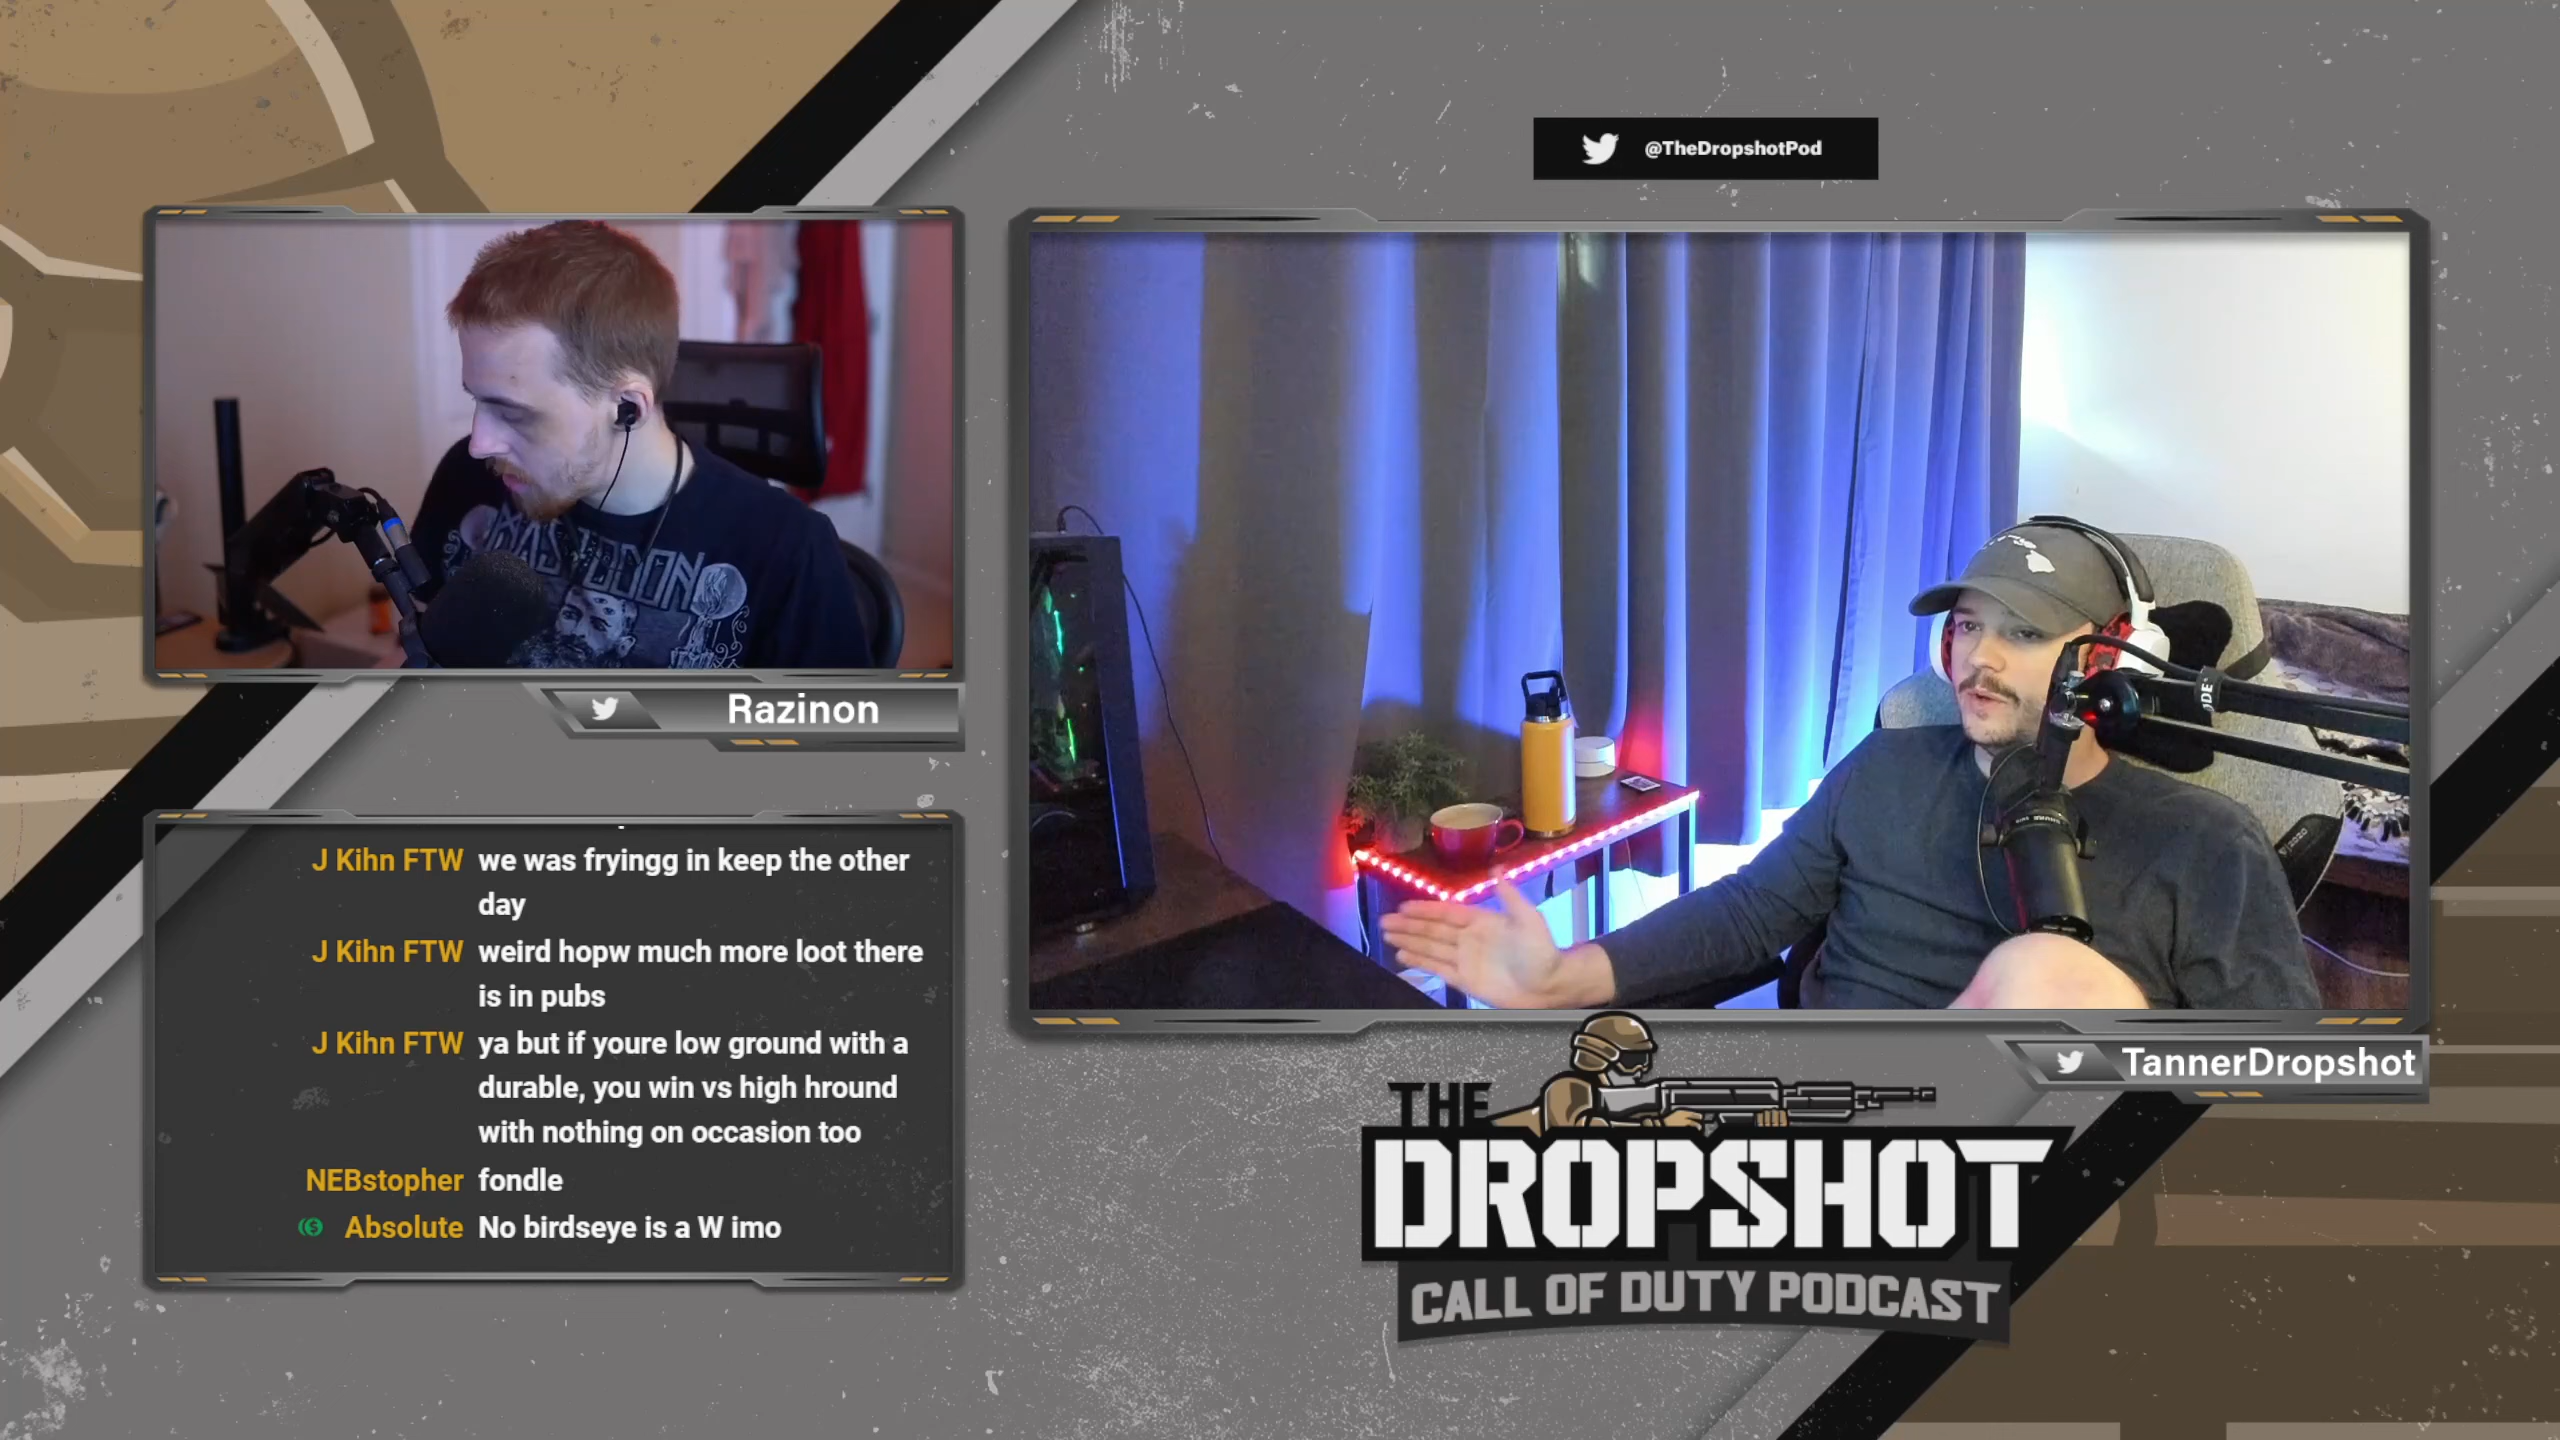 @TheDropshotPod
MASTODON
Razinon
J Kihn FTW we was fryingg in keep the other
day
J Kihn FTW weird hopw much more loot there
is in pubs
J Kihn FTW ya but if youre low ground with a
durable, you win vs high hround
with nothing on occasion too
NEBstopher fondle
Absolute No birdseye is a W imo
TannerDropshot
THE
DROPSHOT
CALL OF DUTY PODCAST